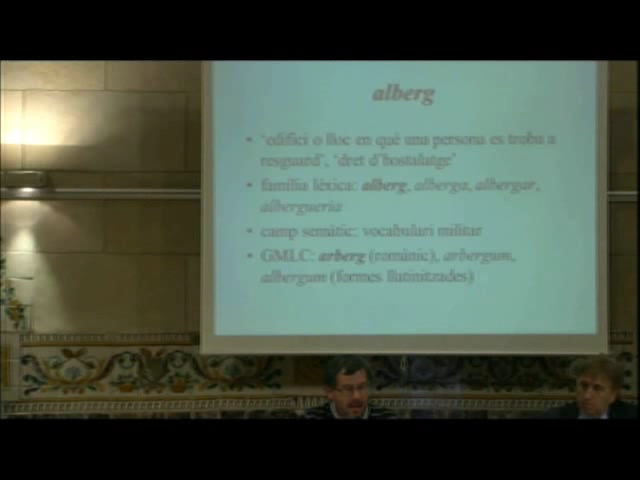 alberg
• 'edifici o lloc en què una persona es troba a
resguard', 'dret d'hostalatge'
• família lèxica: alberg, alberga, albergar,
albergueria
• camp semàtic: vocabulari militar
• GMLC: arberg (romànic), arbergum,
albergum (formes llatinitzades)